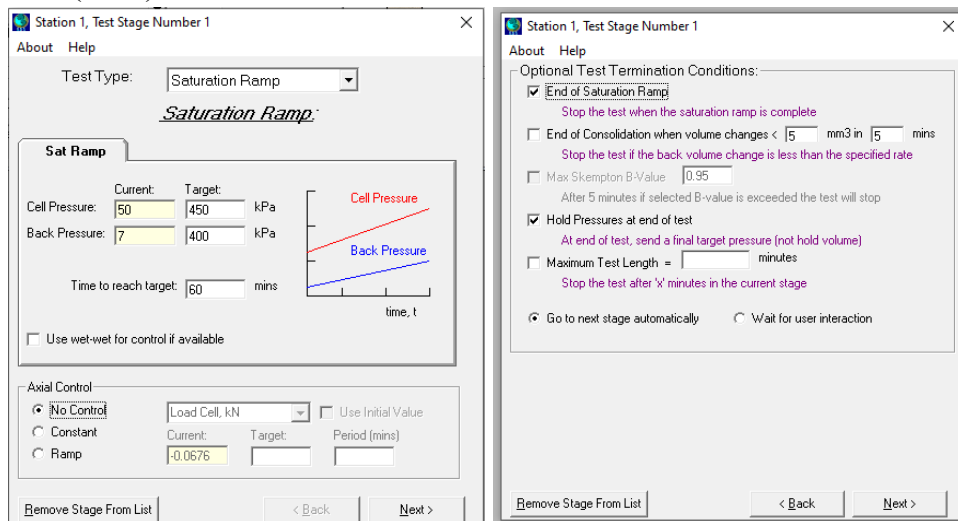 Station 1, Test Stage Number 1
About Help
Test Type: Saturation Ramp
Saturation Ramp:
Sat Ramp
Current: Target:
Cell Pressure: 50 450 kPa
Back Pressure: 7 400 kPa
Time to reach target: 60 mins
Cell Pressure
Back Pressure
time, t
Use wet-wet for control if available
Axial Control
No Control Load Cell, kN Use Initial Value
Constant Current: Target: Period (mins)
Ramp -0.0676
Remove Stage From List < Back Next >
Station 1, Test Stage Number 1
About Help
Optional Test Termination Conditions:
End of Saturation Ramp
Stop the test when the saturation ramp is complete
End of Consolidation when volume changes < 5 mm3 in 5 mins
Stop the test if the back volume change is less than the specified rate
Max Skempton B-Value 0.95
After 5 minutes if selected B-value is exceeded the test will stop
Hold Pressures at end of test
At end of test, send a final target pressure (not hold volume)
Maximum Test Length = minutes
Stop the test after 'x' minutes in the current stage
Go to next stage automatically Wait for user interaction
Remove Stage From List < Back Next >